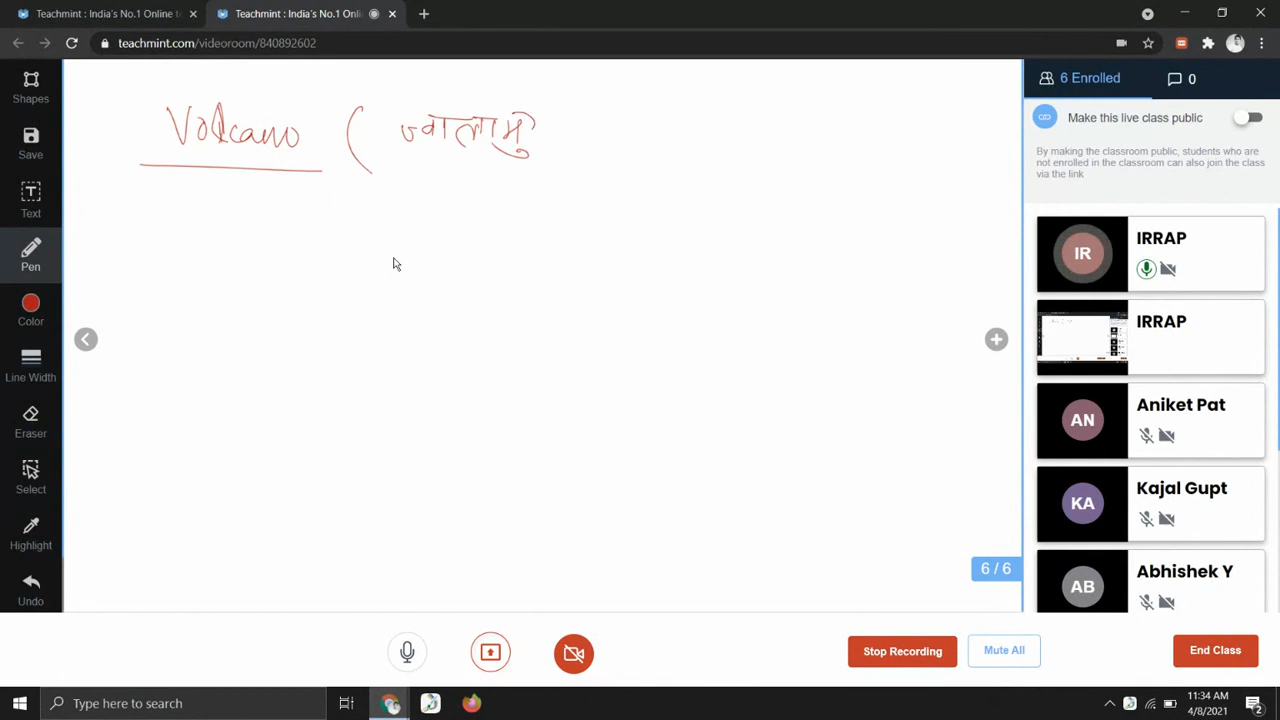 Teachmint : India's No.1 Online to
Teachmint : India's No.1 Onli
teachmint.com/videoroom/840892602
Volcano ( ज्वालामु
Shapes
Save
Text
Pen
Color
Line Width
Eraser
Select
Highlight
Undo
6 / 6
6 Enrolled
0
Make this live class public
By making the classroom public, students who are
not enrolled in the classroom can also join the class
via the link
IR
IRRAP
IRRAP
AN
Aniket Pat
KA
Kajal Gupt
AB
Abhishek Y
Stop Recording
Mute All
End Class
Type here to search
11:34 AM
4/8/2021
2